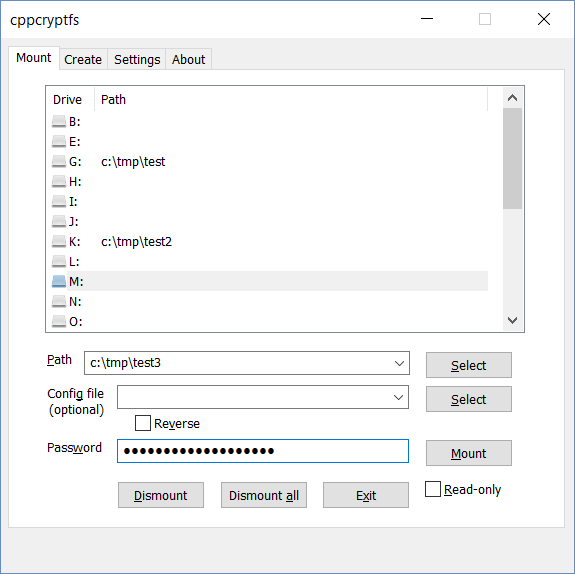 cppcryptfs
Mount Create Settings About
Drive Path
B:
E:
G: c:\tmp\test
H:
I:
J:
K: c:\tmp\test2
L:
M:
N:
O:
Path c:\tmp\test3 Select
Config file
(optional) Select
Reverse
Password ●●●●●●●●●●●●●●●●●●● Mount
Dismount Dismount all Exit Read-only